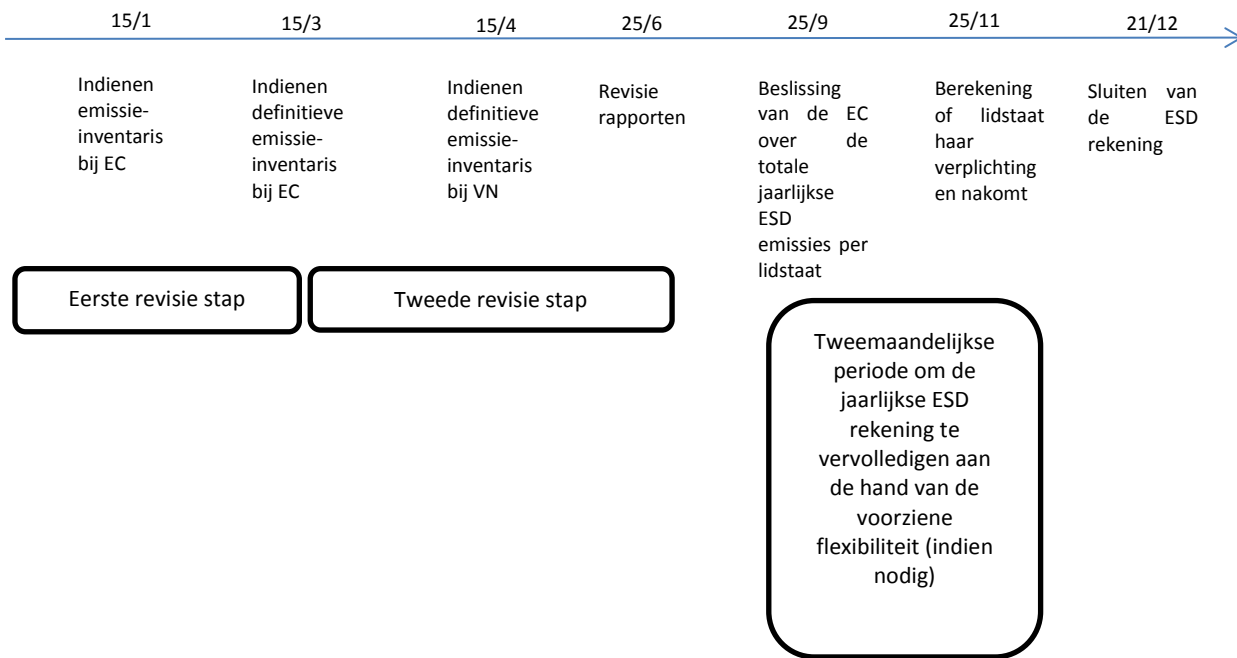 15/1 15/3 15/4 25/6 25/9 25/11 21/12
Indienen
emissie-
inventaris
bij EC
Indienen
definitieve
emissie-
inventaris
bij EC
Indienen
definitieve
emissie-
inventaris
bij VN
Revisie
rapporten
Beslissing
van de EC
over de
totale
jaarlijkse
ESD
emissies per
lidstaat
Berekening
of lidstaat
haar
verplichting
en nakomt
Sluiten van
de ESD
rekening
Eerste revisie stap
Tweede revisie stap
Tweemaandelijkse
periode om de
jaarlijkse ESD
rekening te
vervolledigen aan
de hand van de
voorziene
flexibiliteit (indien
nodig)